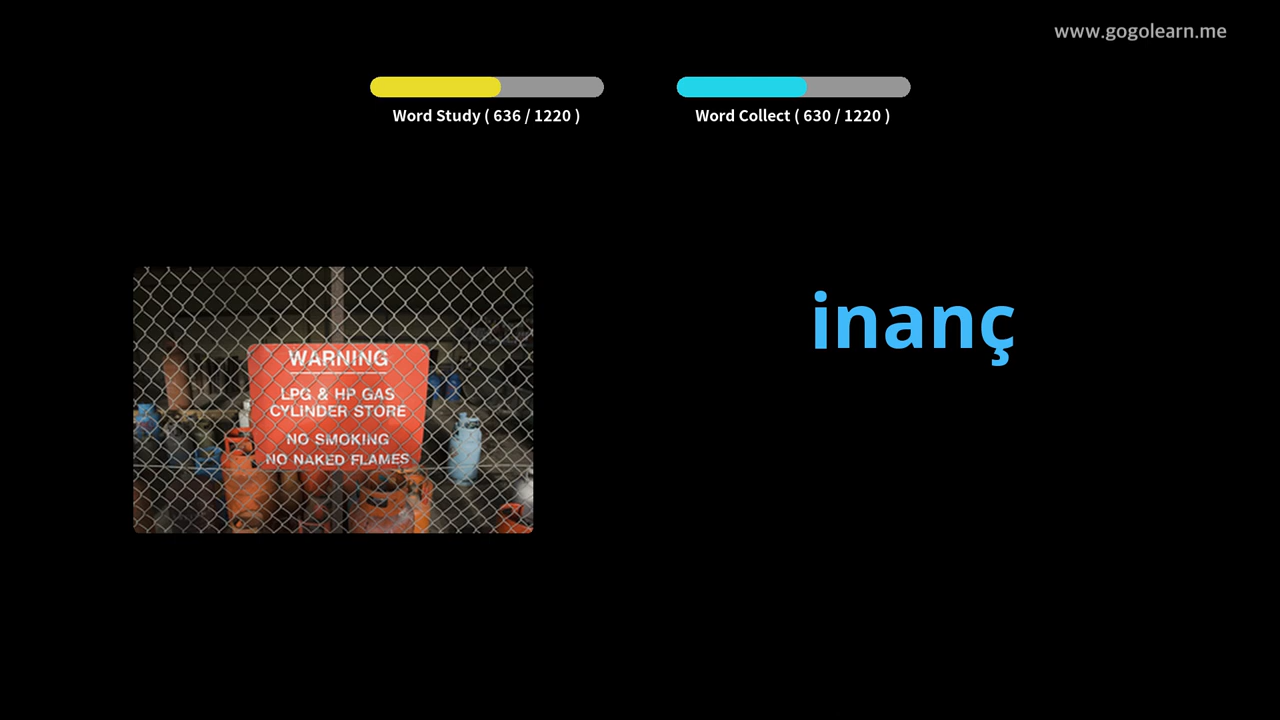 www.gogolearn.me
Word Study ( 636 / 1220 )
Word Collect ( 630 / 1220 )
WARNING
LPG & HP GAS
CYLINDER STORE
NO SMOKING
NO NAKED FLAMES
inanç